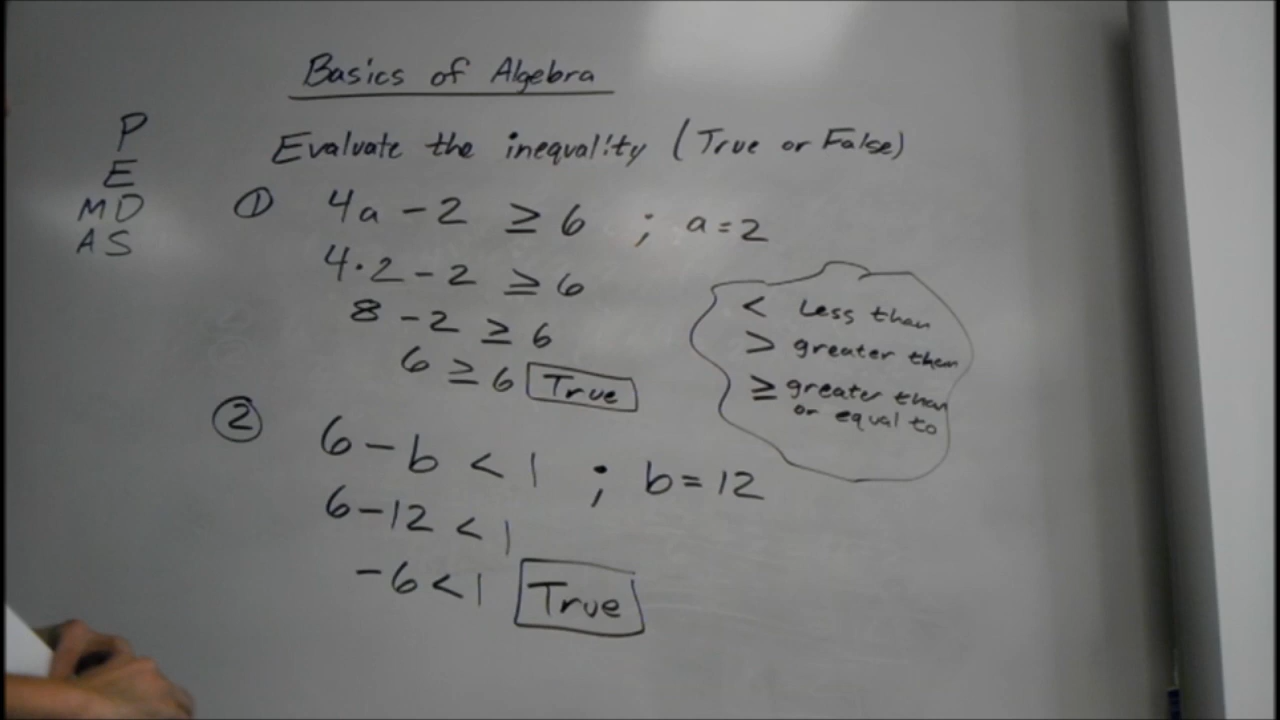 Basics of Algebra
P
E
MD
AS
Evaluate the inequality (True or False)
① 4a - 2 ≥ 6 ; a = 2
4 · 2 - 2 ≥ 6
8 - 2 ≥ 6
6 ≥ 6 True
< Less than
> greater then
≥ greater than
or equal to
② 6 - b < 1 ; b = 12
6 - 12 < 1
-6 < 1 True